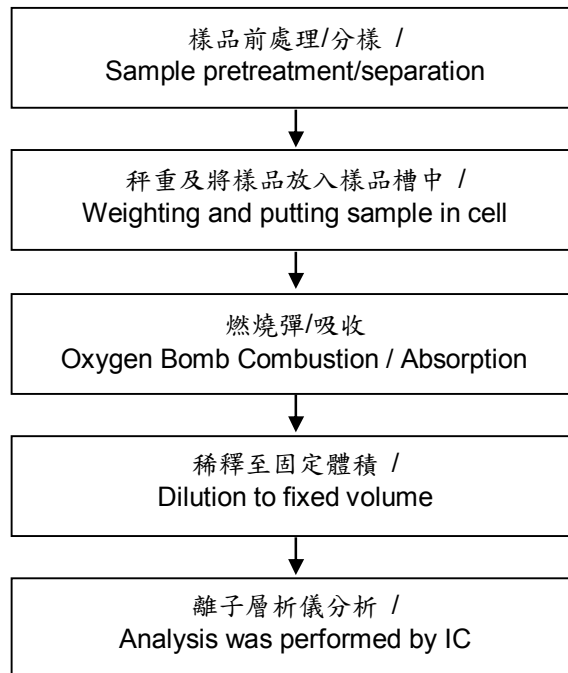 樣品前處理/分樣 /
Sample pretreatment/separation
秤重及將樣品放入樣品槽中 /
Weighting and putting sample in cell
燃燒彈/吸收
Oxygen Bomb Combustion / Absorption
稀釋至固定體積 /
Dilution to fixed volume
離子層析儀分析 /
Analysis was performed by IC